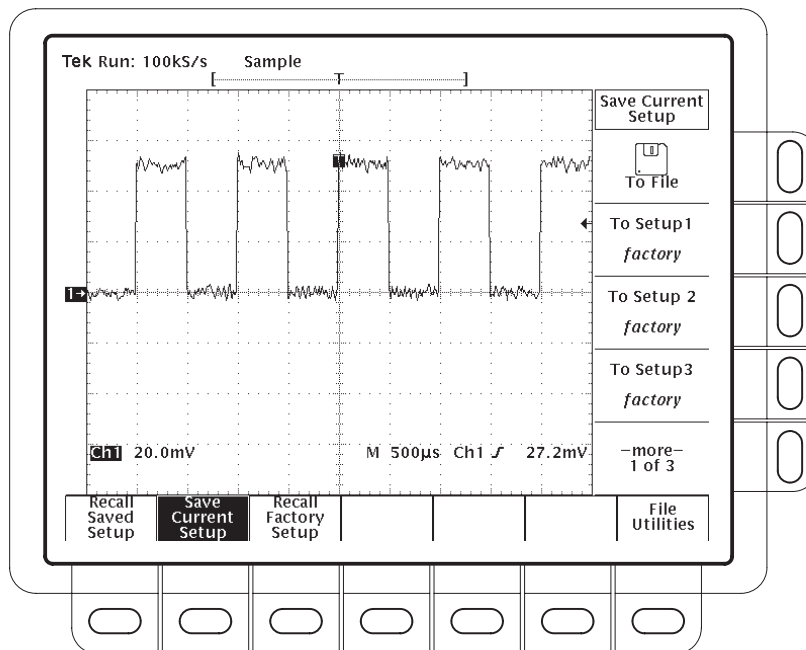 Tek Run: 100kS/s Sample
[ T ]
Save Current
Setup
To File
To Setup1
factory
To Setup 2
factory
To Setup3
factory
–more–
1 of 3
T
1→
Ch1 20.0mV M 500µs Ch1 27.2mV
Recall
Saved
Setup
Save
Current
Setup
Recall
Factory
Setup
File
Utilities